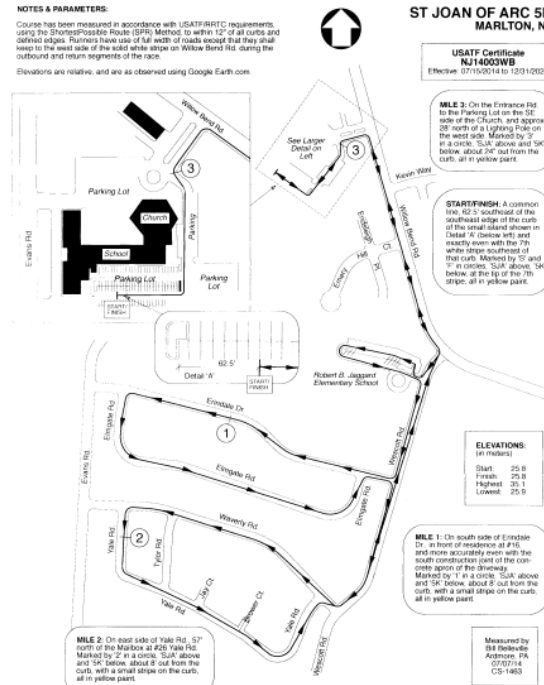 NOTES & PARAMETERS:
Course has been measured in accordance with USATF/RRTC requirements,
using the ShortestPossible Route (SPR) Method, to within 12" of all curbs and
defined edges. Runners have use of full width of roads except that they shall
keep to the west side of the solid white stripe on Willow Bend Rd. during the
outbound and return segments of the race.
Elevations are relative, and are as observed using Google Earth.com.
ST JOAN OF ARC 5
MARLTON, N
USATF Certificate
NJ14003WB
Effective: 07/15/2014 to 12/31/202
MILE 3: On the Entrance Rd.
to the Parking Lot on the SE
side of the Church, and approx
28' north of a Lighting Pole on
the west side. Marked by '3'
in a circle, 'SJA' above and '5K'
below, about 24" out from the
curb, all in yellow paint.
START/FINISH: A common
line, 62.5' southeast of the
southeast edge of the curb
of the small island shown in
Detail 'A' (below left) and
exactly even with the 7th
white stripe southeast of
that curb. Marked by 'S' and
'F' in circles, 'SJA' above, '5K'
below, at the tip of the 7th
stripe, all in yellow paint.
Willow Bend Rd
3
Parking Lot
Church
Evans Rd.
School
Parking
Parking Lot
Parking
Lot
START/
FINISH
See Larger
Detail on
Left
3
Kevin Way
Willow Bend Rd
Ct
Emery
Hill
Pl
62.5'
Detail 'A'
START/
FINISH
Robert B. Jaggard
Elementary School
Erindale Dr.
1
Elmgate Rd.
Elmgate Rd
Elmgate Rd.
Westcott Rd.
Evans Rd.
Waverly Rd.
Yale Rd.
2
Tylor Rd.
Jay Ct.
Brower Ct.
Yale Rd.
Yale Rd.
Westcott Rd.
ELEVATIONS:
(in meters)
Start: 25.8
Finish: 25.8
Highest: 35.1
Lowest: 25.9
MILE 1: On south side of Erindale
Dr., in front of residence at #16,
and more accurately even with the
south construction joint of the con-
crete apron of the driveway.
Marked by '1' in a circle, 'SJA' above
and '5K' below, about 8' out from the
curb, with a small stripe on the curb,
all in yellow paint.
MILE 2: On east side of Yale Rd., 57'
north of the Mailbox at #26 Yale Rd.
Marked by '2' in a circle, 'SJA' above
and '5K' below, about 8' out from the
curb, with a small stripe on the curb,
all in yellow paint.
Measured by
Bill Belleville
Ardmore, PA
07/07/14
CS-1463